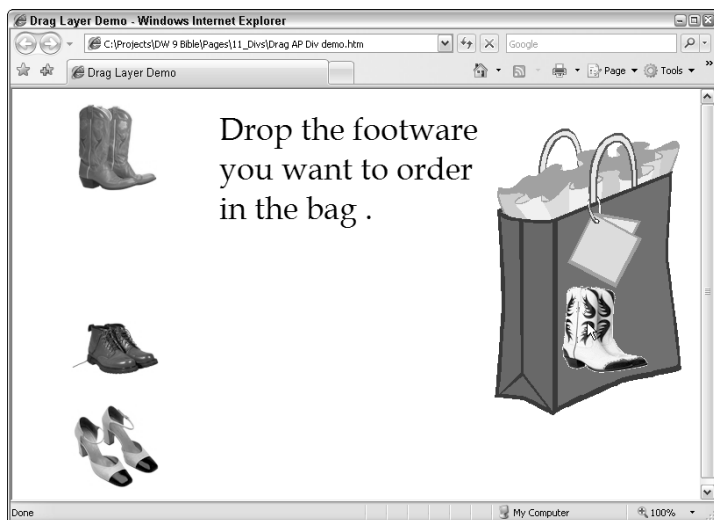 Drag Layer Demo - Windows Internet Explorer
C:\Projects\DW 9 Bible\Pages\11_Divs\Drag AP Div demo.htm
Google
Drag Layer Demo
Page
Tools
»
Drop the footware
you want to order
in the bag .
Done
My Computer
100%